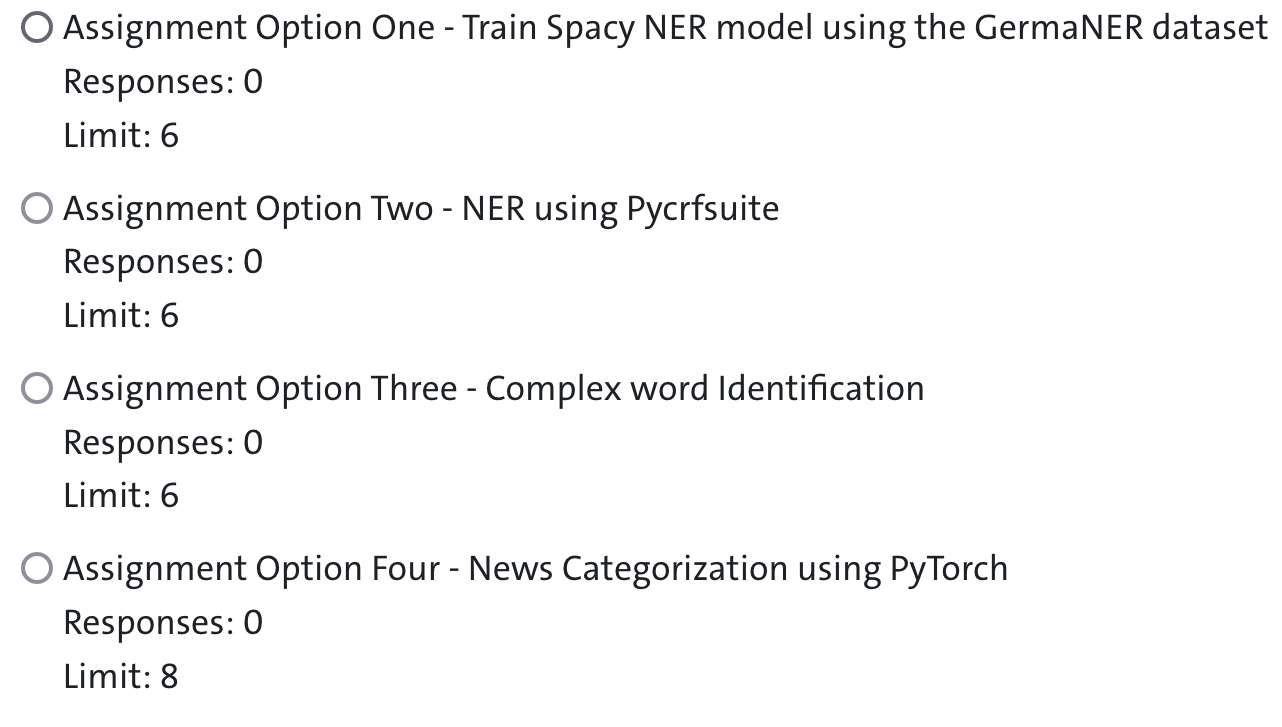 Assignment Option One - Train Spacy NER model using the GermaNER dataset
Responses: 0
Limit: 6
Assignment Option Two - NER using Pycrfsuite
Responses: 0
Limit: 6
Assignment Option Three - Complex word Identification
Responses: 0
Limit: 6
Assignment Option Four - News Categorization using PyTorch
Responses: 0
Limit: 8